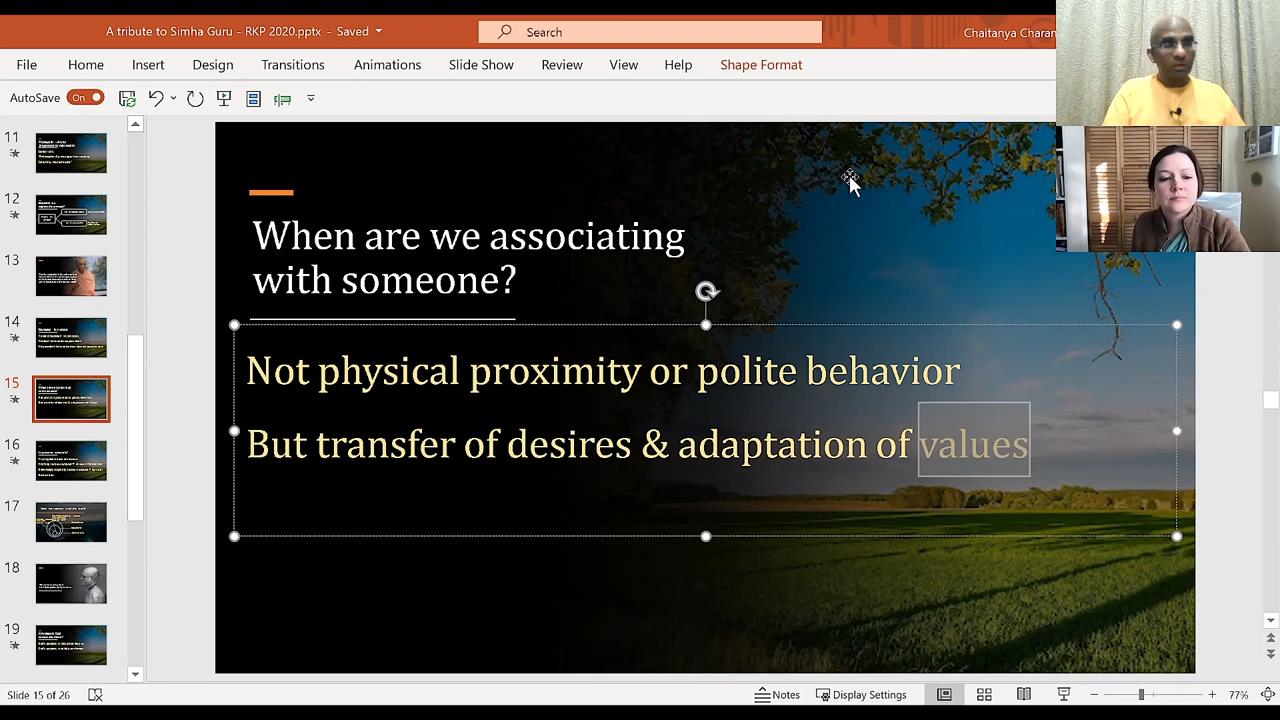 A tribute to Simha Guru - RKP 2020.pptx - Saved
Search
Chaitanya Charan
File Home Insert Design Transitions Animations Slide Show Review View Help Shape Format
AutoSave On
11
12
13
14
15
16
17
18
19
When are we associating
with someone?
Not physical proximity or polite behavior
But transfer of desires & adaptation of values
Slide 15 of 26
Notes Display Settings 77%